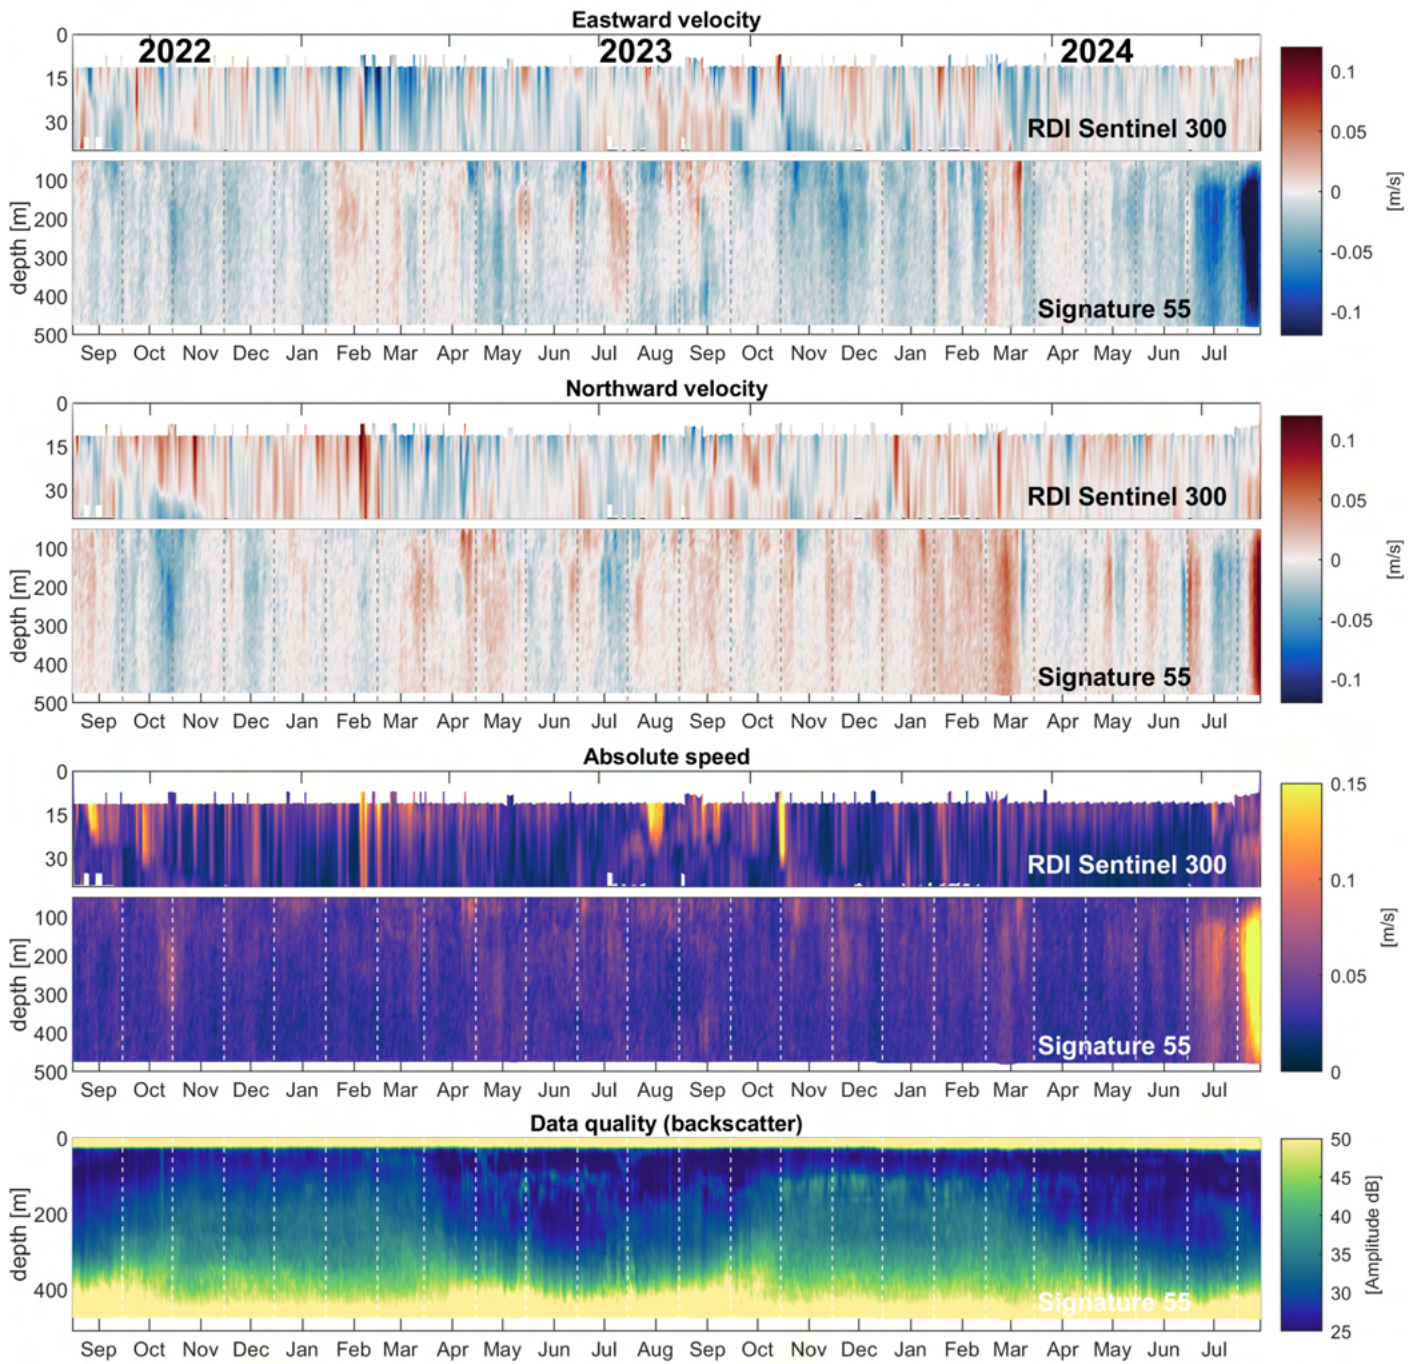 Eastward velocity
0
2022
2023
2024
15
30
RDI Sentinel 300
0.1
0.05
0
-0.05
-0.1
[m/s]
100
200
300
400
500
depth [m]
Signature 55
Sep Oct Nov Dec Jan Feb Mar Apr May Jun Jul Aug Sep Oct Nov Dec Jan Feb Mar Apr May Jun Jul
Northward velocity
0
15
30
RDI Sentinel 300
0.1
0.05
0
-0.05
-0.1
[m/s]
100
200
300
400
500
depth [m]
Signature 55
Sep Oct Nov Dec Jan Feb Mar Apr May Jun Jul Aug Sep Oct Nov Dec Jan Feb Mar Apr May Jun Jul
Absolute speed
0
15
30
RDI Sentinel 300
0.15
0.1
0.05
0
[m/s]
100
200
300
400
500
depth [m]
Signature 55
Sep Oct Nov Dec Jan Feb Mar Apr May Jun Jul Aug Sep Oct Nov Dec Jan Feb Mar Apr May Jun Jul
Data quality (backscatter)
0
200
400
depth [m]
Signature 55
50
45
40
35
30
25
[Amplitude dB]
Sep Oct Nov Dec Jan Feb Mar Apr May Jun Jul Aug Sep Oct Nov Dec Jan Feb Mar Apr May Jun Jul